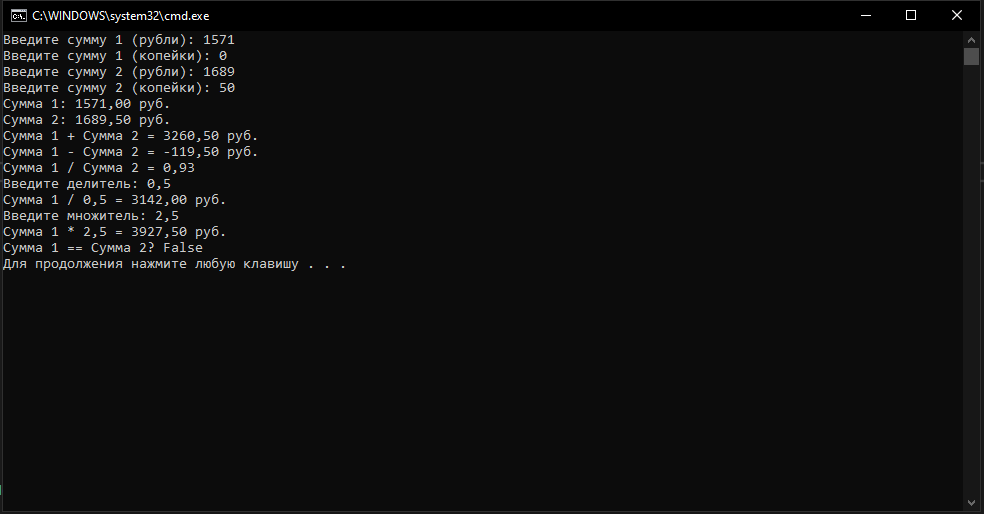 C:\WINDOWS\system32\cmd.exe
Введите сумму 1 (рубли): 1571
Введите сумму 1 (копейки): 0
Введите сумму 2 (рубли): 1689
Введите сумму 2 (копейки): 50
Сумма 1: 1571,00 руб.
Сумма 2: 1689,50 руб.
Сумма 1 + Сумма 2 = 3260,50 руб.
Сумма 1 - Сумма 2 = -119,50 руб.
Сумма 1 / Сумма 2 = 0,93
Введите делитель: 0,5
Сумма 1 / 0,5 = 3142,00 руб.
Введите множитель: 2,5
Сумма 1 * 2,5 = 3927,50 руб.
Сумма 1 == Сумма 2? False
Для продолжения нажмите любую клавишу . . .